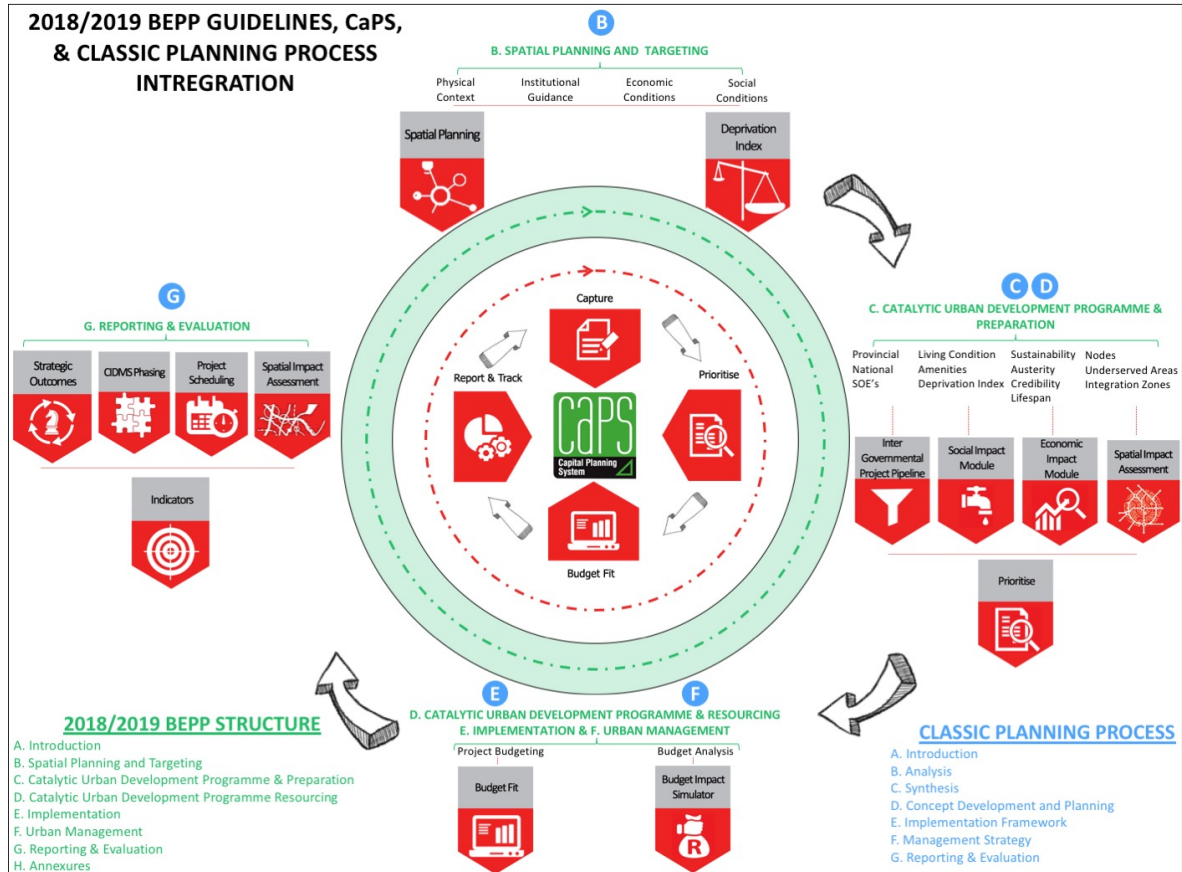 2018/2019 BEPP GUIDELINES, CaPS,
& CLASSIC PLANNING PROCESS
INTREGRATION
B
B. SPATIAL PLANNING AND TARGETING
Physical
Context
Institutional
Guidance
Economic
Conditions
Social
Conditions
Spatial Planning
Deprivation
Index
G
G. REPORTING & EVALUATION
Strategic
Outcomes
CIDMS Phasing
Project
Scheduling
Spatial Impact
Assessment
Indicators
Capture
Report & Track
Prioritise
CaPS
Capital Planning
System
Budget Fit
C
D
C. CATALYTIC URBAN DEVELOPMENT PROGRAMME &
PREPARATION
Provincial
National
SOE's
Living Condition
Amenities
Deprivation Index
Sustainability
Austerity
Credibility
Lifespan
Nodes
Underserved Areas
Integration Zones
Inter
Governmental
Project Pipeline
Social Impact
Module
Economic
Impact
Module
Spatial Impact
Assessment
Prioritise
E
F
D. CATALYTIC URBAN DEVELOPMENT PROGRAMME & RESOURCING
E. IMPLEMENTATION & F. URBAN MANAGEMENT
Project Budgeting
Budget Analysis
Budget Fit
Budget Impact
Simulator
R
2018/2019 BEPP STRUCTURE
A. Introduction
B. Spatial Planning and Targeting
C. Catalytic Urban Development Programme & Preparation
D. Catalytic Urban Development Programme Resourcing
E. Implementation
F. Urban Management
G. Reporting & Evaluation
H. Annexures
CLASSIC PLANNING PROCESS
A. Introduction
B. Analysis
C. Synthesis
D. Concept Development and Planning
E. Implementation Framework
F. Management Strategy
G. Reporting & Evaluation